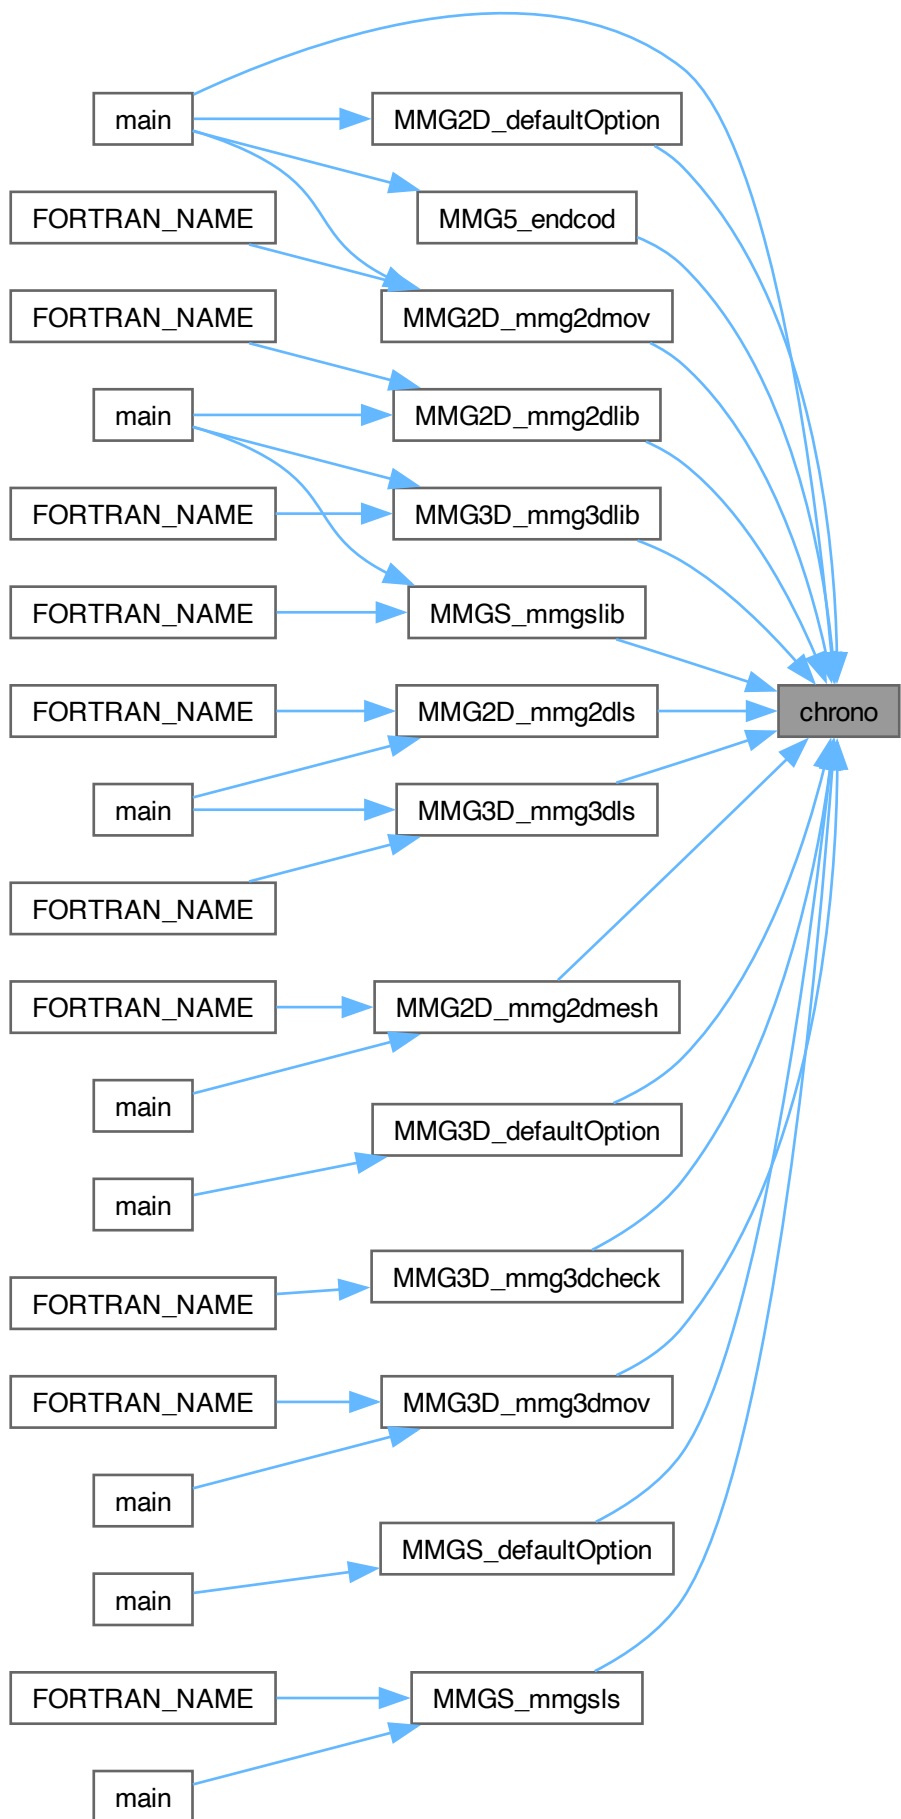 main
MMG2D_defaultOption
FORTRAN_NAME
MMG5_endcod
FORTRAN_NAME
MMG2D_mmg2dmov
main
MMG2D_mmg2dlib
FORTRAN_NAME
MMG3D_mmg3dlib
FORTRAN_NAME
MMGS_mmgslib
FORTRAN_NAME
MMG2D_mmg2dls
chrono
main
MMG3D_mmg3dls
FORTRAN_NAME
FORTRAN_NAME
MMG2D_mmg2dmesh
main
MMG3D_defaultOption
main
FORTRAN_NAME
MMG3D_mmg3dcheck
FORTRAN_NAME
MMG3D_mmg3dmov
main
MMGS_defaultOption
main
FORTRAN_NAME
MMGS_mmgsls
main